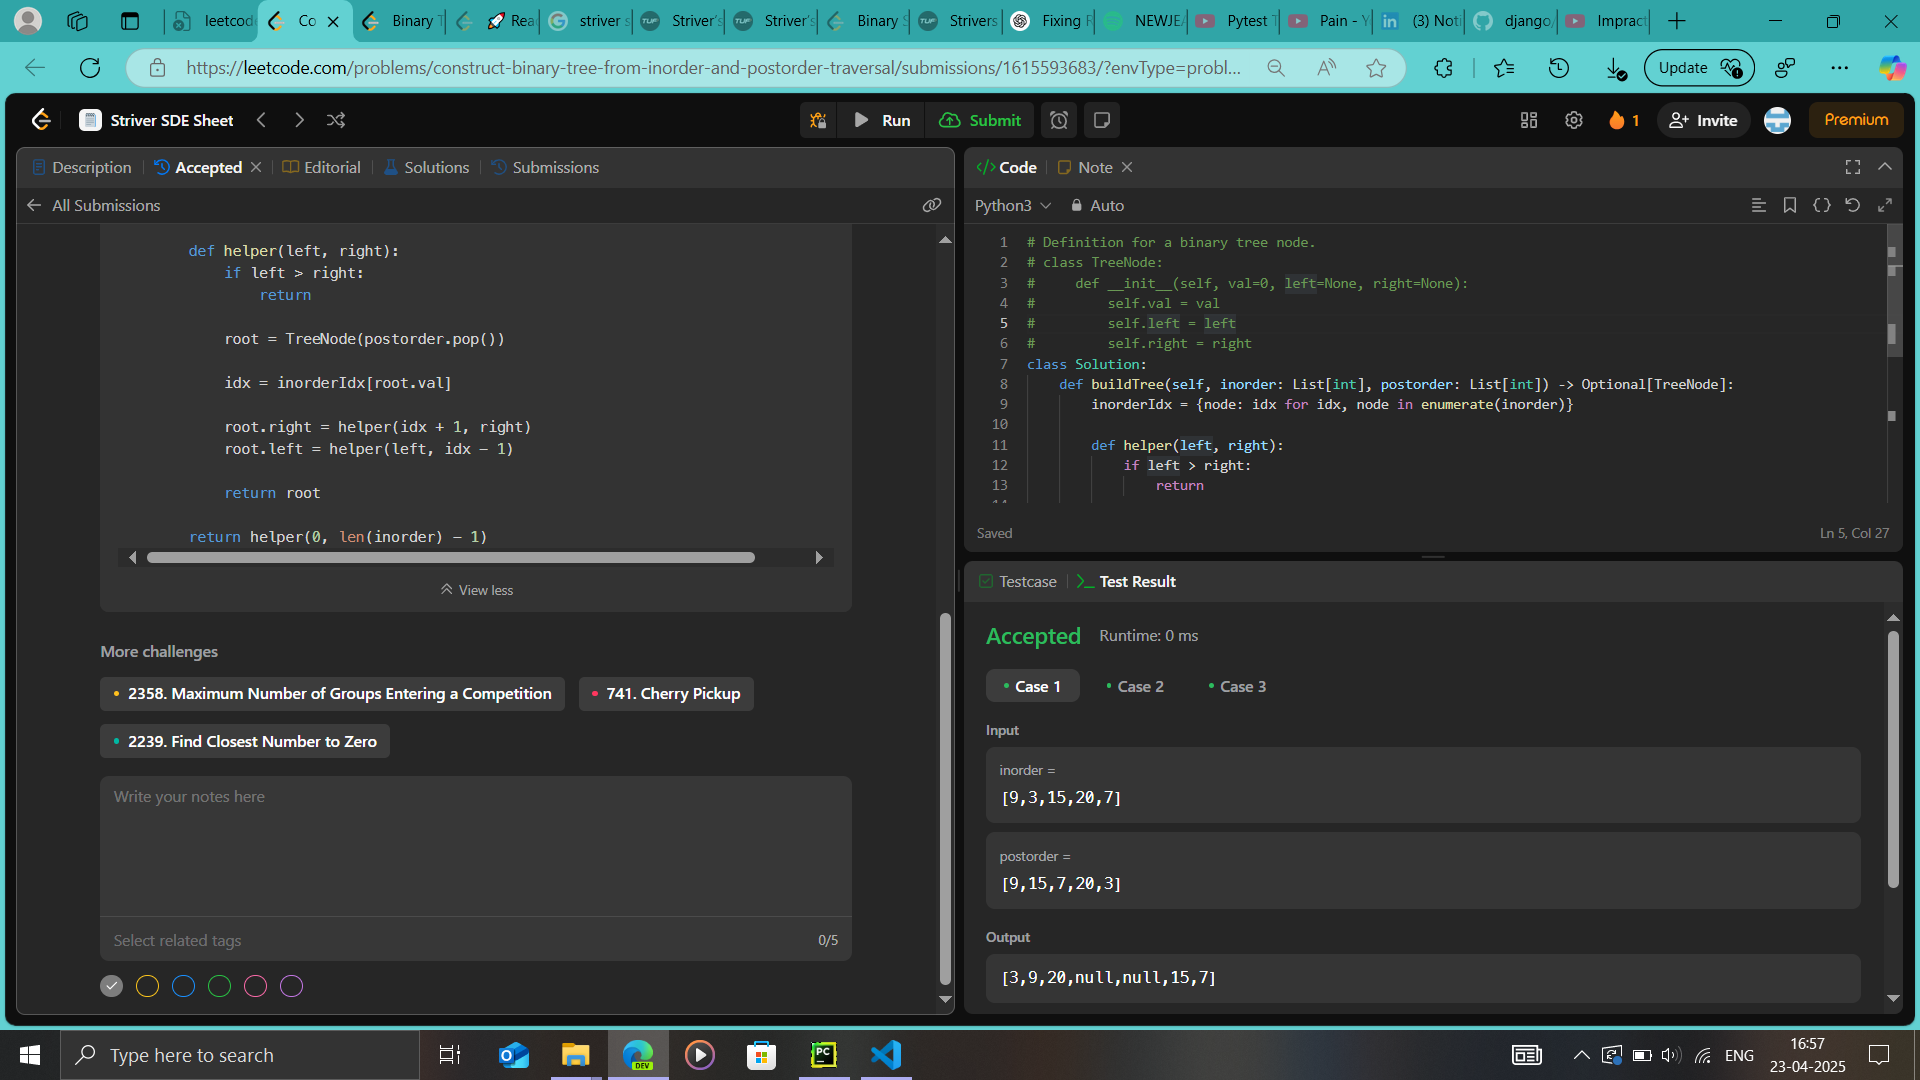 leetcod
Co
Binary T
Rea
striver s
Striver's
Striver's
Binary S
Strivers
Fixing R
NEWJEA
Pytest T
Pain - Y
(3) Noti
django/
Impract
https://leetcode.com/problems/construct-binary-tree-from-inorder-and-postorder-traversal/submissions/1615593683/?envType=probl...
Update
Striver SDE Sheet
Run
Submit
1
Invite
Premium
Description
Accepted
Editorial
Solutions
Submissions
All Submissions
def helper(left, right):
if left > right:
return
root = TreeNode(postorder.pop())
idx = inorderIdx[root.val]
root.right = helper(idx + 1, right)
root.left = helper(left, idx - 1)
return root
return helper(0, len(inorder) - 1)
View less
More challenges
2358. Maximum Number of Groups Entering a Competition
741. Cherry Pickup
2239. Find Closest Number to Zero
Write your notes here
Select related tags
0/5
Code
Note
Python3
Auto
1 # Definition for a binary tree node.
2 # class TreeNode:
3 #     def __init__(self, val=0, left=None, right=None):
4 #         self.val = val
5 #         self.left = left
6 #         self.right = right
7 class Solution:
8     def buildTree(self, inorder: List[int], postorder: List[int]) -> Optional[TreeNode]:
9         inorderIdx = {node: idx for idx, node in enumerate(inorder)}
10
11         def helper(left, right):
12             if left > right:
13                 return
Saved
Ln 5, Col 27
Testcase
Test Result
Accepted
Runtime: 0 ms
Case 1
Case 2
Case 3
Input
inorder =
[9,3,15,20,7]
postorder =
[9,15,7,20,3]
Output
[3,9,20,null,null,15,7]
Type here to search
DEV
PC
ENG
16:57
23-04-2025